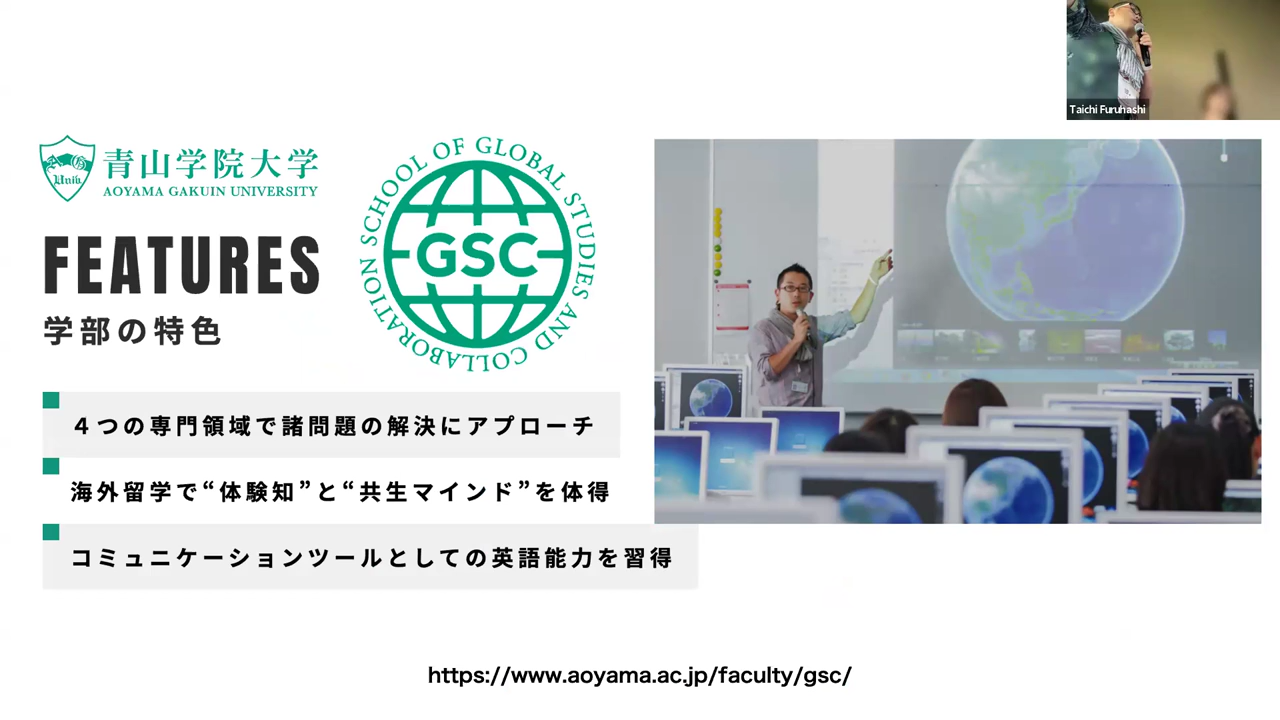 Taichi Furuhashi
青山学院大学
AOYAMA GAKUIN UNIVERSITY
SCHOOL OF GLOBAL STUDIES AND COLLABORATION
GSC
FEATURES
学部の特色
４つの専門領域で諸問題の解決にアプローチ
海外留学で“体験知”と“共生マインド”を体得
コミュニケーションツールとしての英語能力を習得
https://www.aoyama.ac.jp/faculty/gsc/